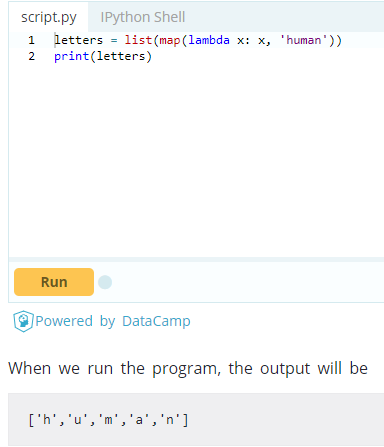 script.py IPython Shell
1 letters = list(map(lambda x: x, 'human'))
2 print(letters)
Run
Powered by DataCamp
When we run the program, the output will be
['h','u','m','a','n']